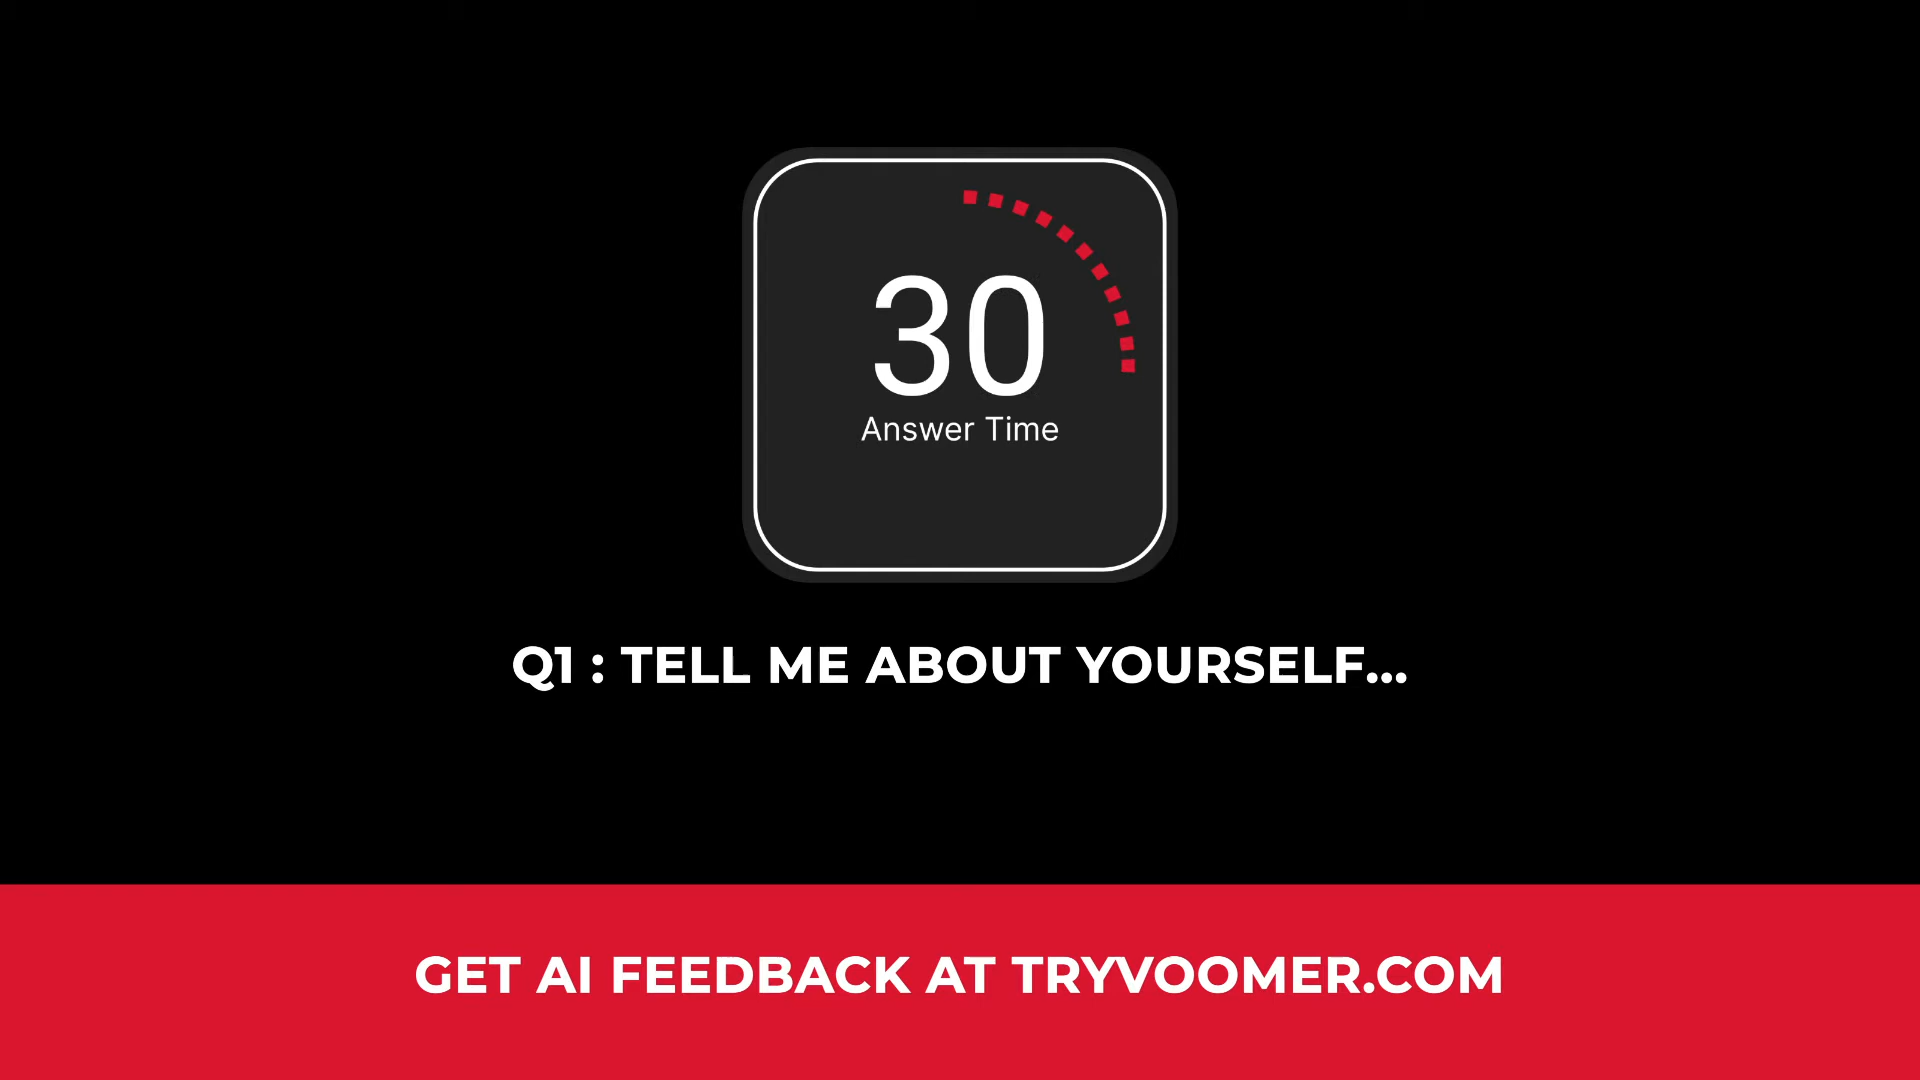 30
Answer Time
Q1 : TELL ME ABOUT YOURSELF...
GET AI FEEDBACK AT TRYVOOMER.COM